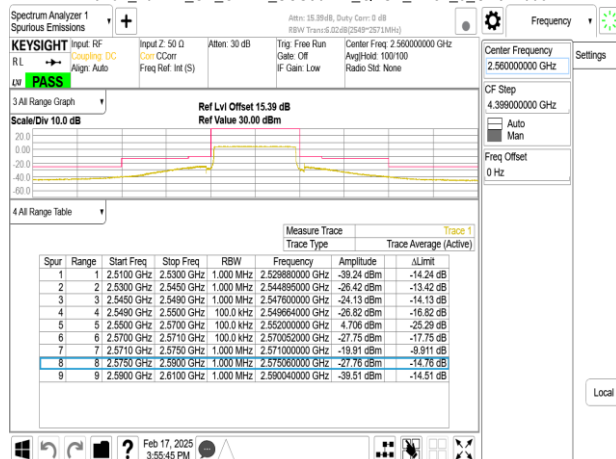 Spectrum Analyzer 1
Spurious Emissions
Attn: 15.39dB, Duty Corr: 0 dB
RBW Trans:6.02dB(2549~2571MHz)
Frequency
Settings
KEYSIGHT
RL
LXI
PASS
Input: RF
Coupling: DC
Align: Auto
Input Z: 50 Ω
Corr CCorr
Freq Ref: Int (S)
Atten: 30 dB
Trig: Free Run
Gate: Off
IF Gain: Low
Center Freq: 2.560000000 GHz
Avg|Hold: 100/100
Radio Std: None
Center Frequency
2.560000000 GHz
CF Step
4.399000000 GHz
Auto
Man
Freq Offset
0 Hz
Local
3 All Range Graph
Scale/Div 10.0 dB
Ref Lvl Offset 15.39 dB
Ref Value 30.00 dBm
20.0
0.00
-20.0
-40.0
-60.0
4 All Range Table
Measure Trace Trace 1
Trace Type Trace Average (Active)
Spur Range Start Freq Stop Freq RBW Frequency Amplitude ΔLimit
1 1 2.5100 GHz 2.5300 GHz 1.000 MHz 2.529880000 GHz -39.24 dBm -14.24 dB
2 2 2.5300 GHz 2.5450 GHz 1.000 MHz 2.544895000 GHz -26.42 dBm -13.42 dB
3 3 2.5450 GHz 2.5490 GHz 1.000 MHz 2.547600000 GHz -24.13 dBm -14.13 dB
4 4 2.5490 GHz 2.5500 GHz 100.0 kHz 2.549664000 GHz -26.82 dBm -16.82 dB
5 5 2.5500 GHz 2.5700 GHz 100.0 kHz 2.552000000 GHz 4.706 dBm -25.29 dB
6 6 2.5700 GHz 2.5710 GHz 100.0 kHz 2.570052000 GHz -27.75 dBm -17.75 dB
7 7 2.5710 GHz 2.5750 GHz 1.000 MHz 2.571000000 GHz -19.91 dBm -9.911 dB
8 8 2.5750 GHz 2.5900 GHz 1.000 MHz 2.575060000 GHz -27.76 dBm -14.76 dB
9 9 2.5900 GHz 2.6100 GHz 1.000 MHz 2.590040000 GHz -39.51 dBm -14.51 dB
Feb 17, 2025
3:55:45 PM